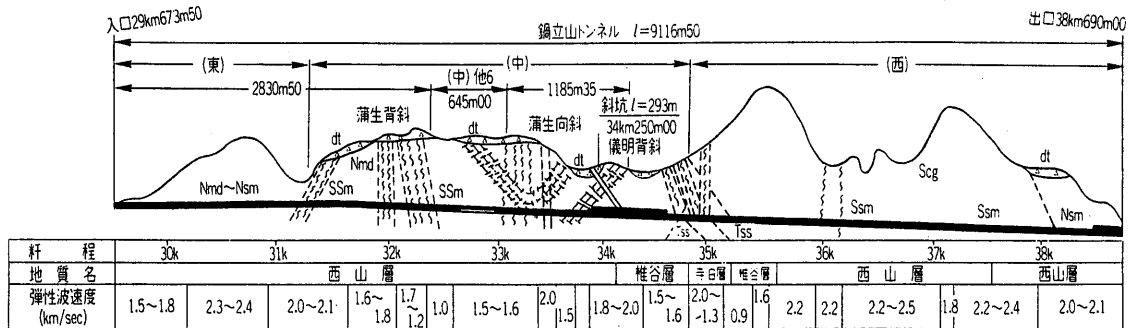 入口29km673m50
出口38km690m00
鍋立山トンネル l=9116m50
(東)
(中)
(西)
2830m50
(中)他6
645m00
1185m35
斜坑 l=293m
34km250m00
蒲生背斜
蒲生向斜
儀明背斜
dt
dt
dt
dt
Nmd~Nsm
SSm
Nmd
SSm
Tss
Tss
Ssm
Scg
Ssm
Nsm
粁 程 30k 31k 32k 33k 34k 35k 36k 37k 38k
地 質 名 西 山 層 椎谷層 寺白層 椎谷層 西 山 層 西山層
弾性波速度 (km/sec) 1.5~1.8 2.3~2.4 2.0~2.1 1.6~1.8 1.7~1.2 1.0 1.5~1.6 2.0 1.5 1.8~2.0 1.5~1.6 2.0~-1.3 0.9 1.6 2.2 2.2 2.2~2.5 1.8 2.2~2.4 2.0~2.1